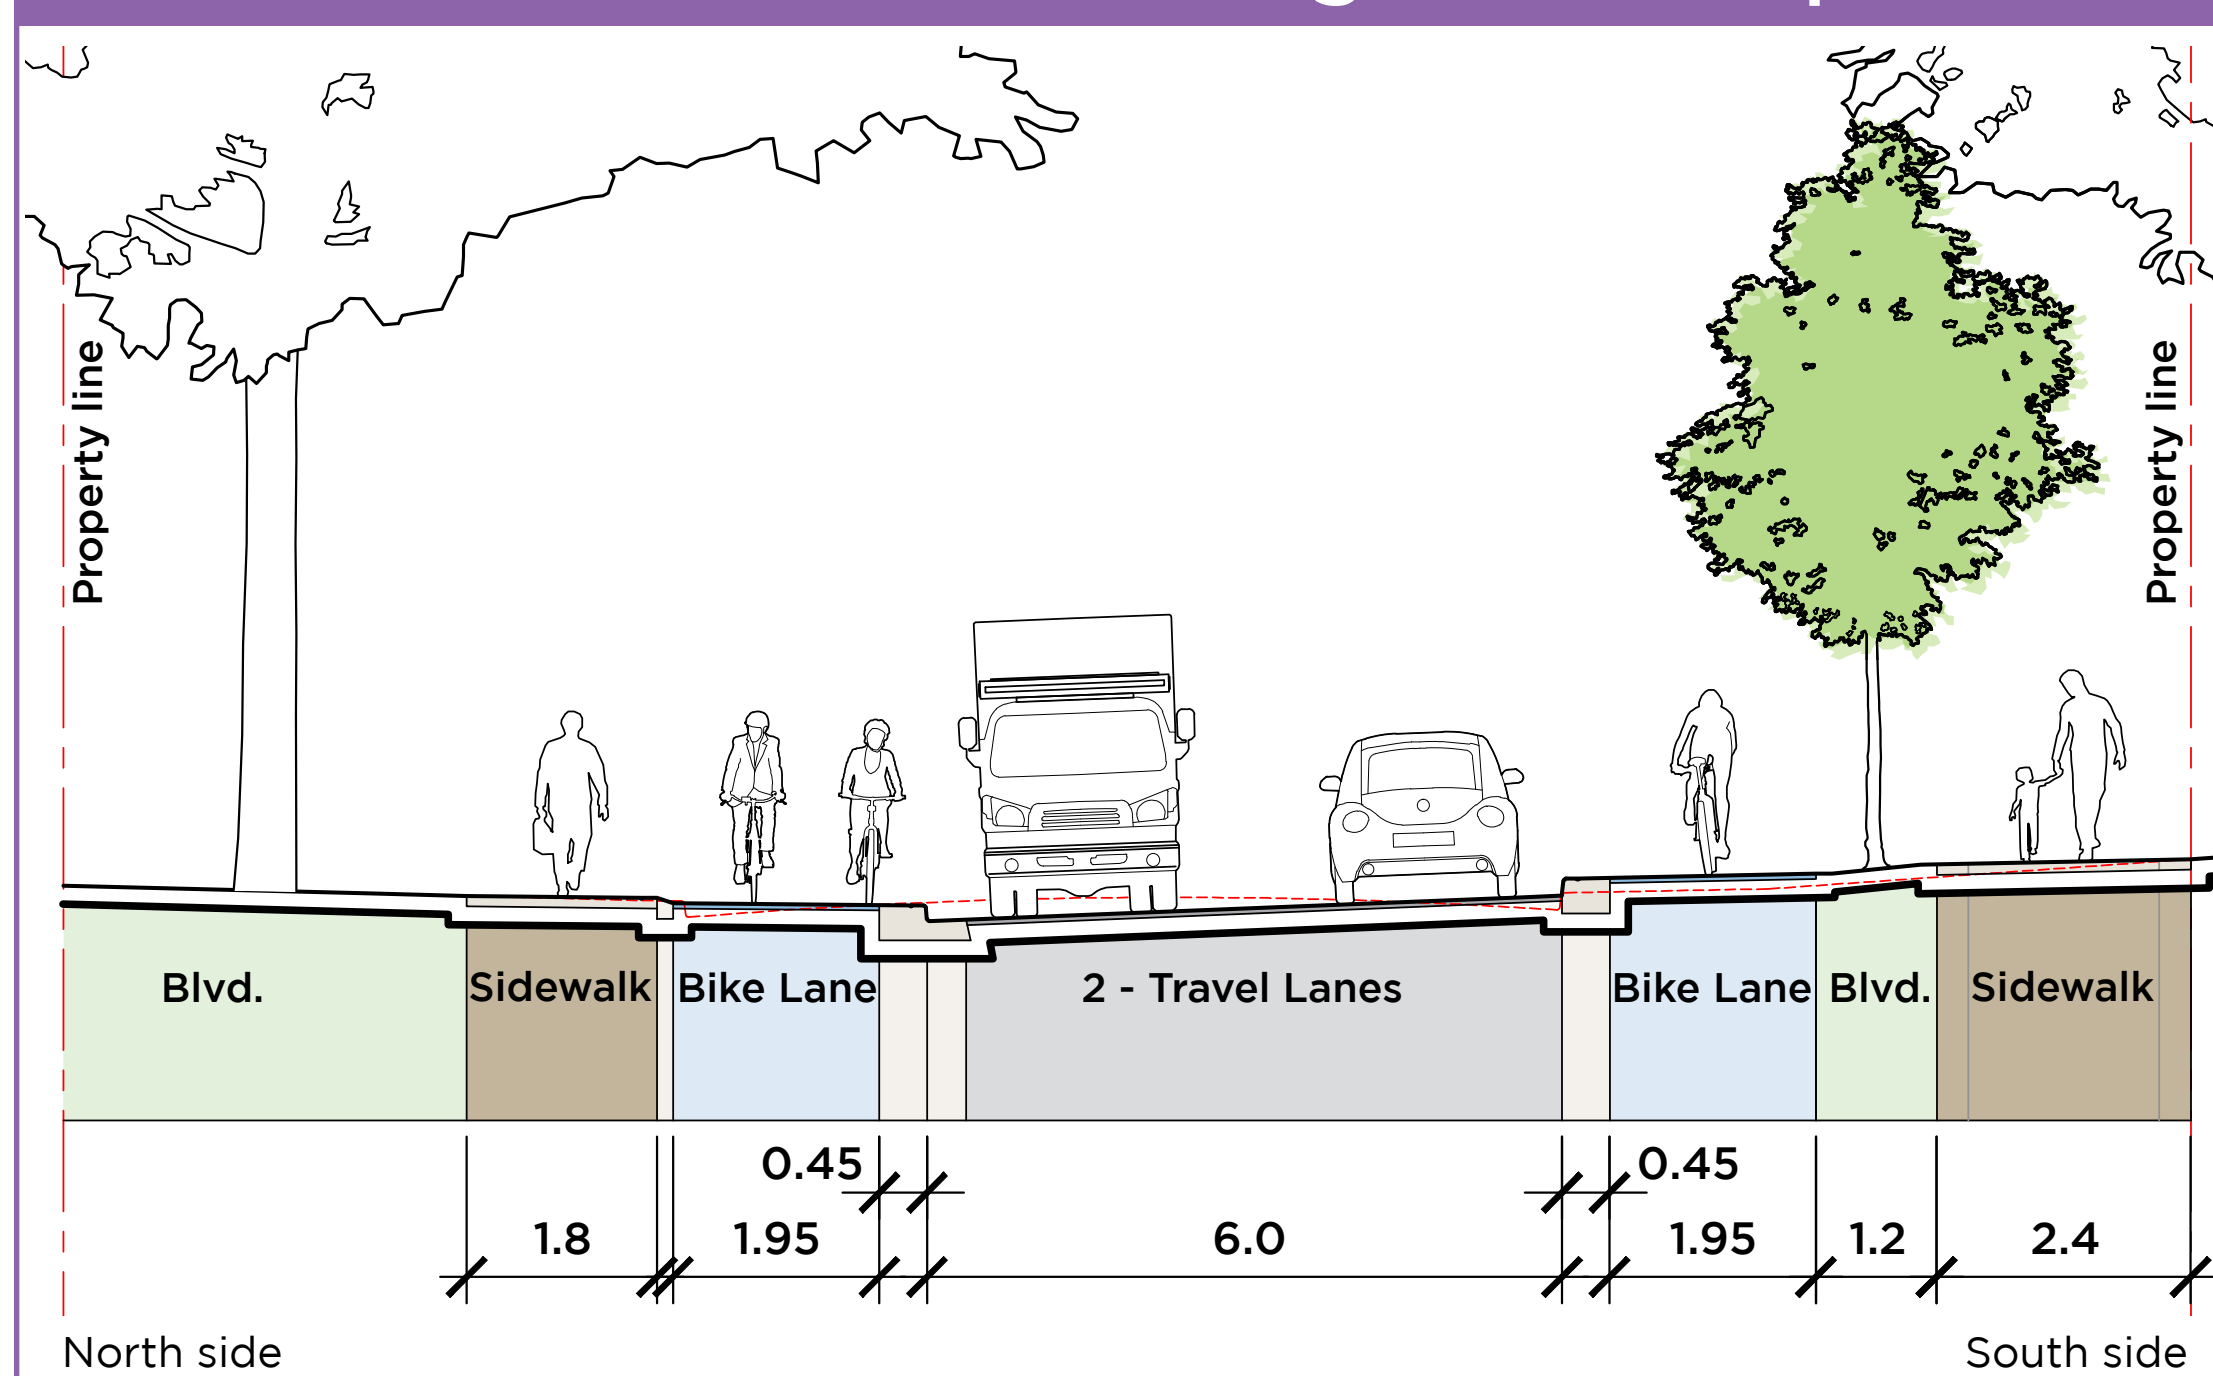 Property line
Property line
Blvd.
Sidewalk
Bike Lane
2 - Travel Lanes
Bike Lane
Blvd.
Sidewalk
0.45
0.45
1.8
1.95
6.0
1.95
1.2
2.4
North side
South side